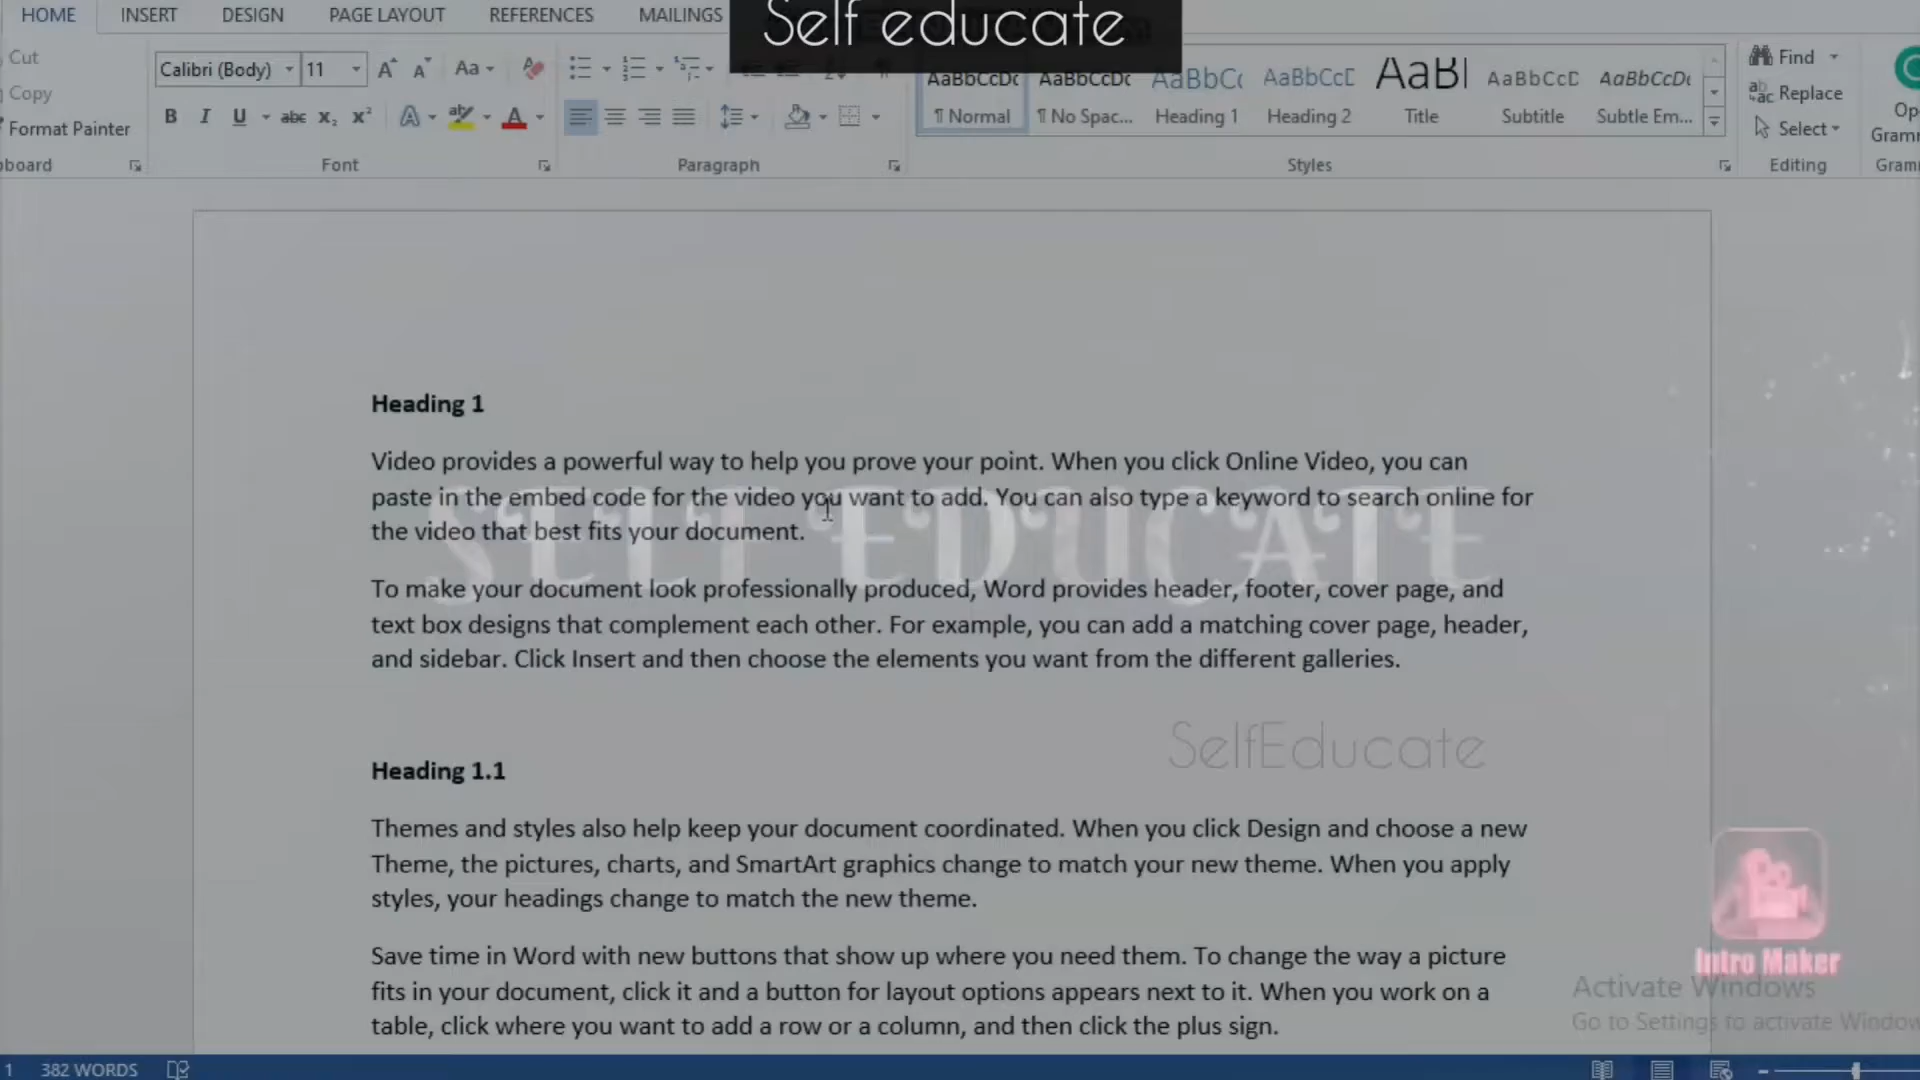 Self educate
HOME INSERT DESIGN PAGE LAYOUT REFERENCES MAILINGS
Cut
Copy
Format Painter
board
Calibri (Body) 11
Font
Paragraph
AaBbCcDc AaBbCcDc AaBbC( AaBbCcD AaBl AaBbCcD AaBbCcDc
¶ Normal ¶ No Spac... Heading 1 Heading 2 Title Subtitle Subtle Em...
Styles
Find
Replace
Select
Editing
Op
Gramm
Gram
Heading 1
Video provides a powerful way to help you prove your point. When you click Online Video, you can
paste in the embed code for the video you want to add. You can also type a keyword to search online for
the video that best fits your document.
SELF EDUCATE
To make your document look professionally produced, Word provides header, footer, cover page, and
text box designs that complement each other. For example, you can add a matching cover page, header,
and sidebar. Click Insert and then choose the elements you want from the different galleries.
SelfEducate
Heading 1.1
Themes and styles also help keep your document coordinated. When you click Design and choose a new
Theme, the pictures, charts, and SmartArt graphics change to match your new theme. When you apply
styles, your headings change to match the new theme.
Save time in Word with new buttons that show up where you need them. To change the way a picture
fits in your document, click it and a button for layout options appears next to it. When you work on a
table, click where you want to add a row or a column, and then click the plus sign.
Intro Maker
Activate Windows
Go to Settings to activate Window
1 382 WORDS